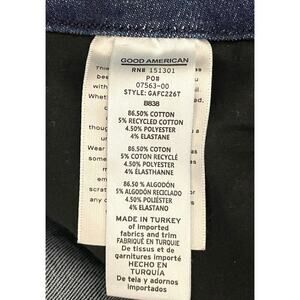 GOOD AMERICAN
RN# 151301
PO#
07563-00
STYLE: GAFC226T
B838
86.50% COTTON
5% RECYCLED COTTON
4.50% POLYESTER
4% ELASTANE
86.50% COTON
5% COTON RECYCLÉ
4.50% POLYESTER
4% ÉLASTHANNE
86.50 % ALGODÓN
5% ALGODÓN RECICLADO
4.50% POLIÉSTER
4% ELASTANO
MADE IN TURKEY
of imported
fabrics and trim
FABRIQUÉ EN TURQUIE
De tissus et de
garnitures importés
HECHO EN
TURQUÍA
De tela y adornos
importados